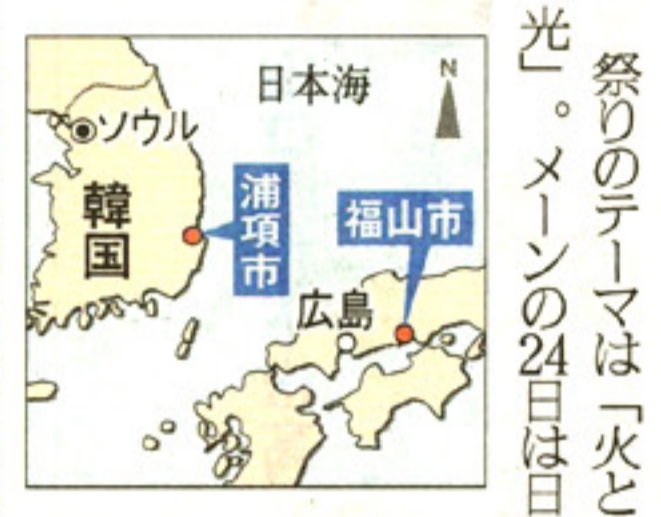 祭りのテーマは「火と
光」。メーンの24日は日
日本海
N
ソウル
韓国
浦項市
福山市
広島